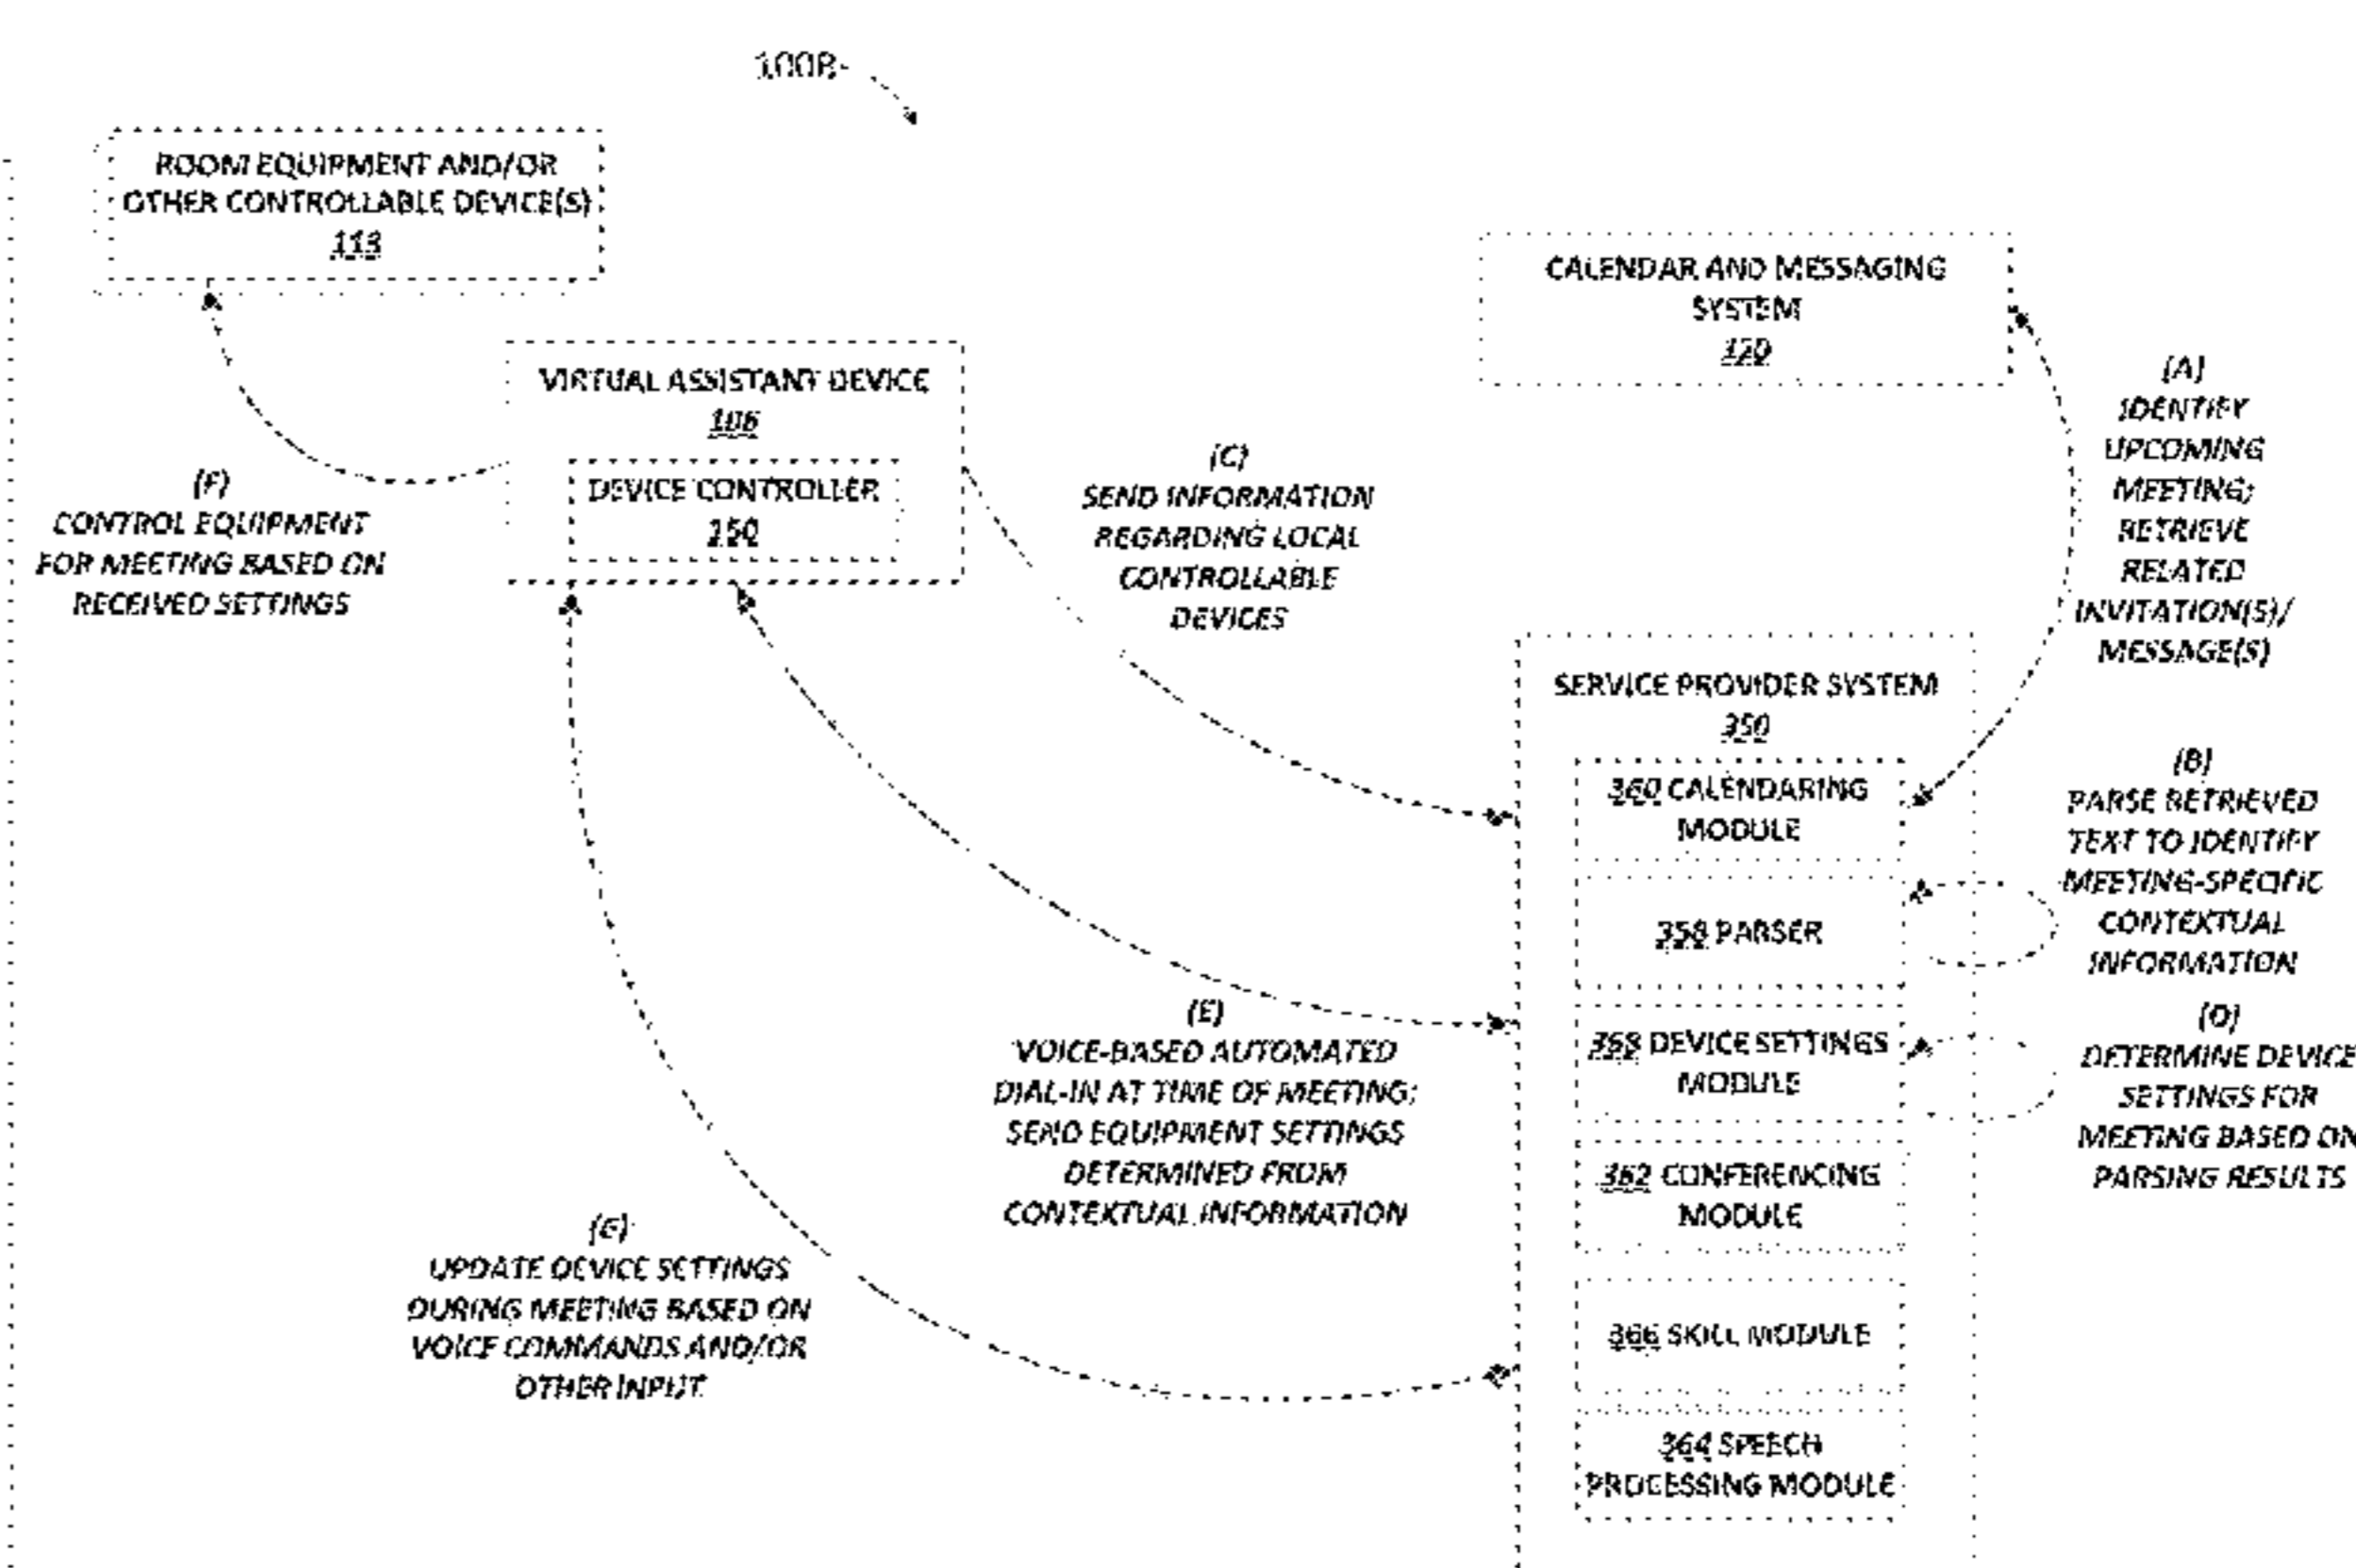 100B
ROOM EQUIPMENT AND/OR
OTHER CONTROLLABLE DEVICE(S)
113
CALENDAR AND MESSAGING
SYSTEM
320
VIRTUAL ASSISTANT DEVICE
106
DEVICE CONTROLLER
250
(A)
IDENTIFY
UPCOMING
MEETING;
RETRIEVE
RELATED
INVITATION(S)/
MESSAGE(S)
(C)
SEND INFORMATION
REGARDING LOCAL
CONTROLLABLE
DEVICES
(F)
CONTROL EQUIPMENT
FOR MEETING BASED ON
RECEIVED SETTINGS
SERVICE PROVIDER SYSTEM
350
360 CALENDARING
MODULE
(B)
PARSE RETRIEVED
TEXT TO IDENTIFY
MEETING-SPECIFIC
CONTEXTUAL
INFORMATION
358 PARSER
(E)
VOICE-BASED AUTOMATED
DIAL-IN AT TIME OF MEETING;
SEND EQUIPMENT SETTINGS
DETERMINED FROM
CONTEXTUAL INFORMATION
368 DEVICE SETTINGS
MODULE
(D)
DETERMINE DEVICE
SETTINGS FOR
MEETING BASED ON
PARSING RESULTS
362 CONFERENCING
MODULE
(G)
UPDATE DEVICE SETTINGS
DURING MEETING BASED ON
VOICE COMMANDS AND/OR
OTHER INPUT
366 SKILL MODULE
364 SPEECH
PROCESSING MODULE